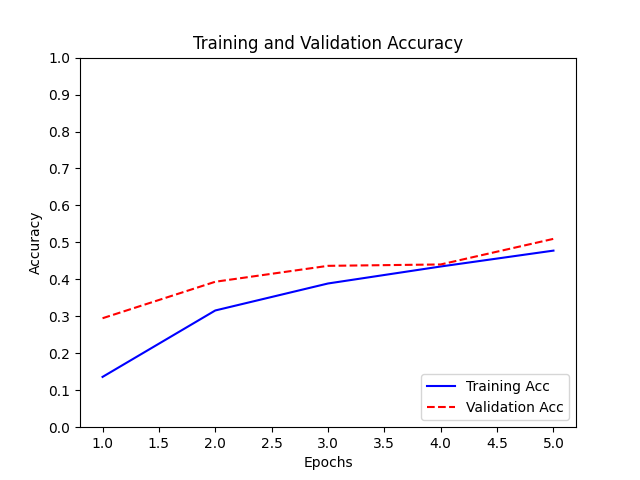 Training and Validation Accuracy
1.0
0.9
0.8
0.7
0.6
0.5
0.4
0.3
0.2
0.1
0.0
Accuracy
Training Acc
Validation Acc
1.0 1.5 2.0 2.5 3.0 3.5 4.0 4.5 5.0
Epochs